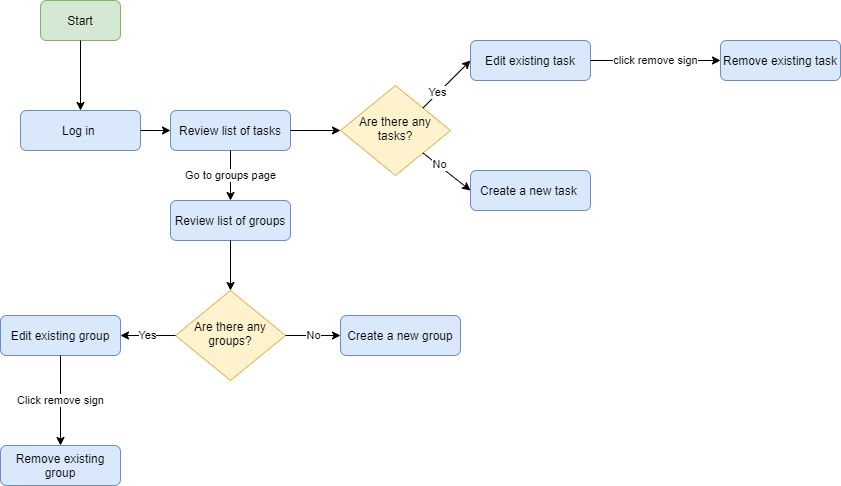 Start
Edit existing task
click remove sign
Remove existing task
Yes
Log in
Review list of tasks
Are there any
tasks?
No
Go to groups page
Create a new task
Review list of groups
Are there any
groups?
Edit existing group
Yes
No
Create a new group
Click remove sign
Remove existing
group